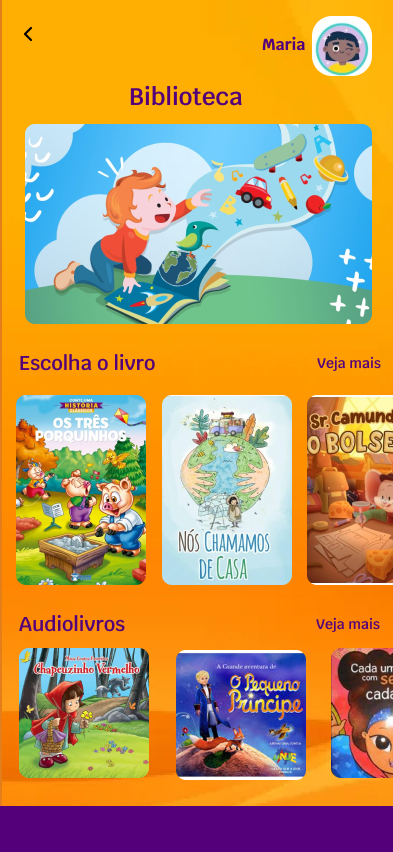 Maria
Biblioteca
Escolha o livro
Veja mais
CONTE UMA
HISTÓRIA
CLÁSSICA
OS TRÊS
PORQUINHOS
NÓS CHAMAMOS
DE CASA
Sr. Camund
O BOLSE
Audiolivros
Veja mais
Chapeuzinho Vermelho
A Grande aventura de
O Pequeno
Príncipe
Cada um
com se
cada